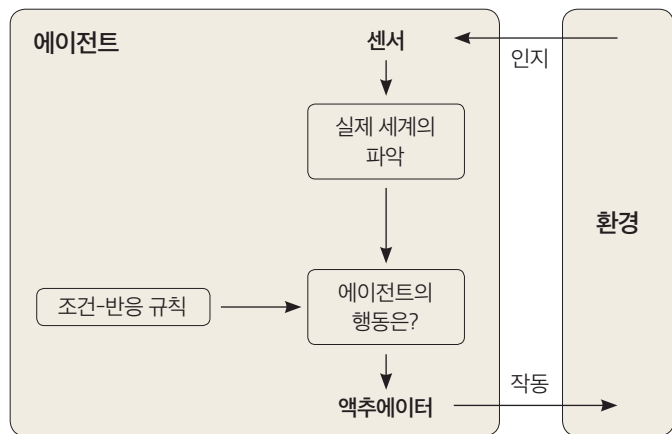 에이전트
센서
인지
실제 세계의
파악
환경
조건-반응 규칙
에이전트의
행동은?
작동
액추에이터